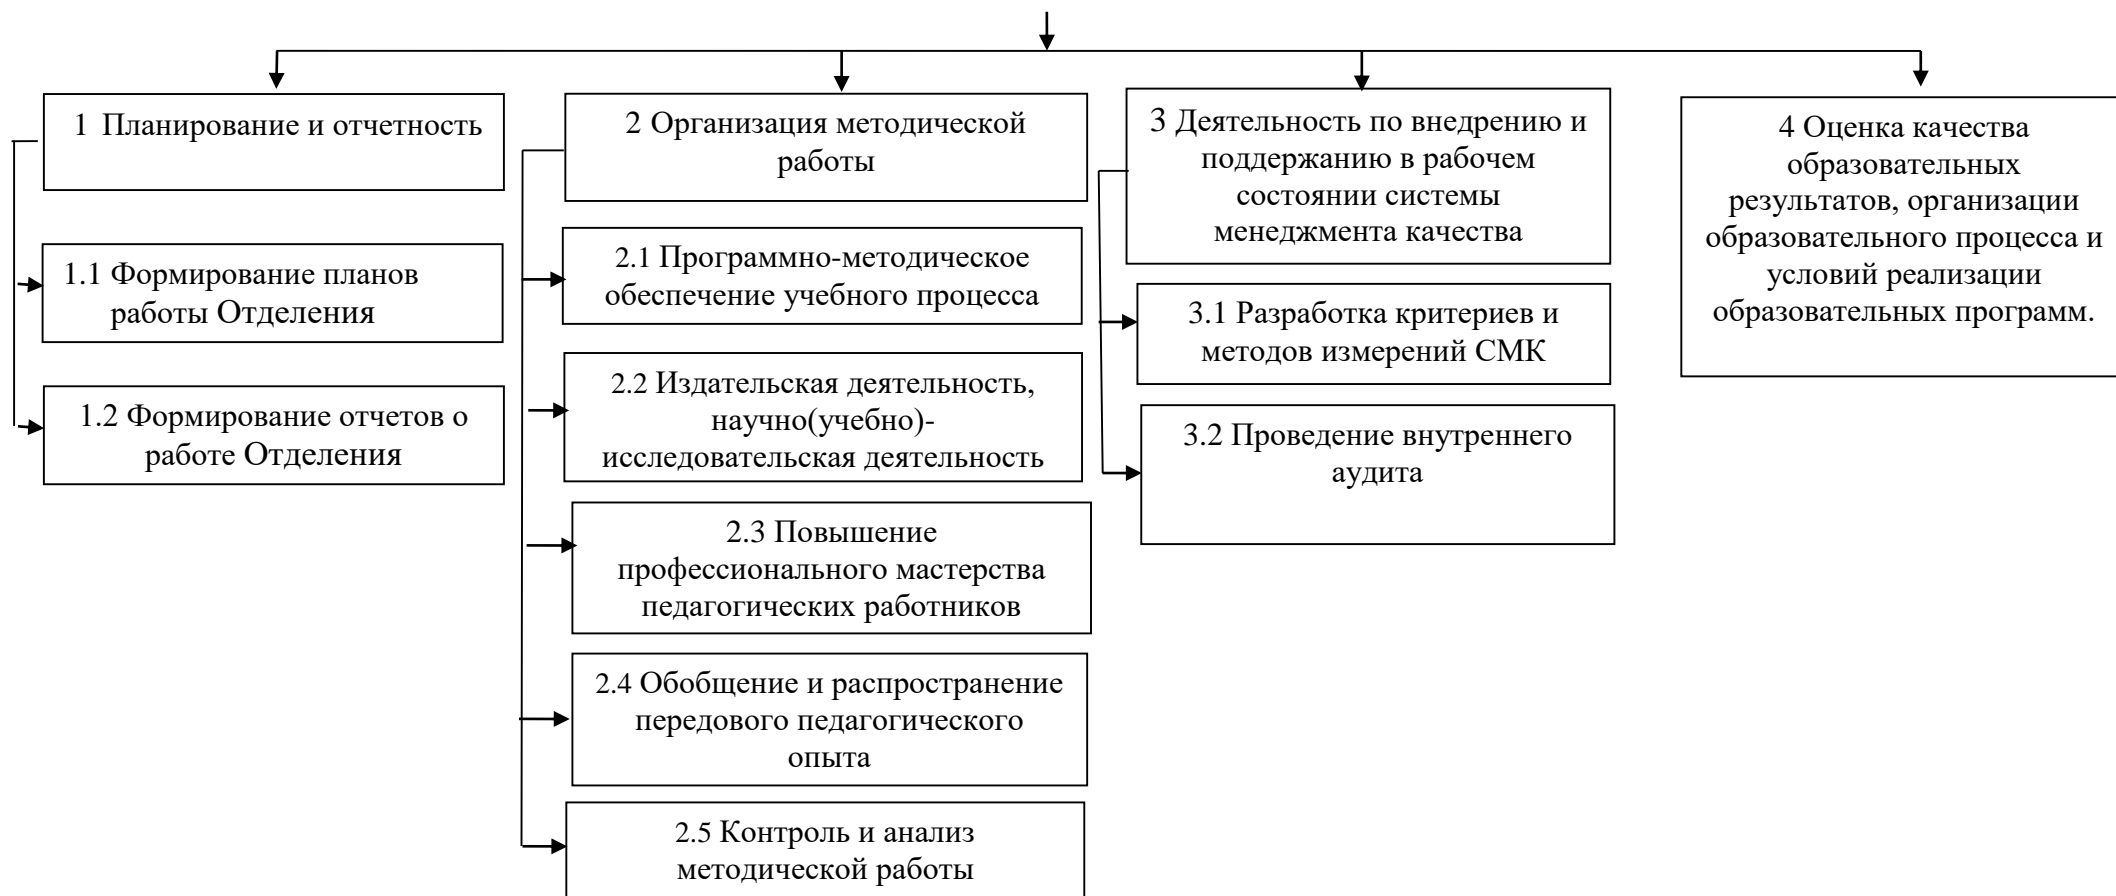 1 Планирование и отчетность
1.1 Формирование планов
работы Отделения
1.2 Формирование отчетов о
работе Отделения
2 Организация методической
работы
2.1 Программно-методическое
обеспечение учебного процесса
2.2 Издательская деятельность,
научно(учебно)-
исследовательская деятельность
2.3 Повышение
профессионального мастерства
педагогических работников
2.4 Обобщение и распространение
передового педагогического
опыта
2.5 Контроль и анализ
методической работы
3 Деятельность по внедрению и
поддержанию в рабочем
состоянии системы
менеджмента качества
3.1 Разработка критериев и
методов измерений СМК
3.2 Проведение внутреннего
аудита
4 Оценка качества
образовательных
результатов, организации
образовательного процесса и
условий реализации
образовательных программ.